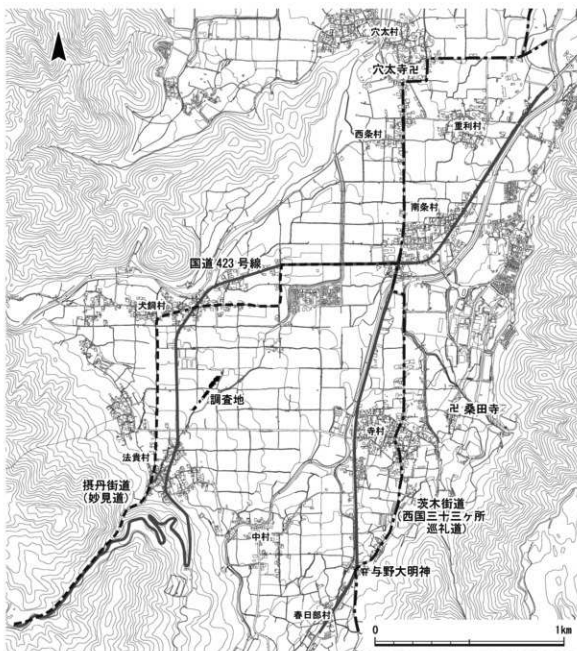 穴太村
穴太寺卍
西条村
重利村
南条村
国道423号線
犬飼村
調査地
卍 桑田寺
寺村
法貴村
摂丹街道
(妙見道)
茨木街道
(西国三十三ヶ所
巡礼道)
中村
与野大明神
春日部村
0
1km